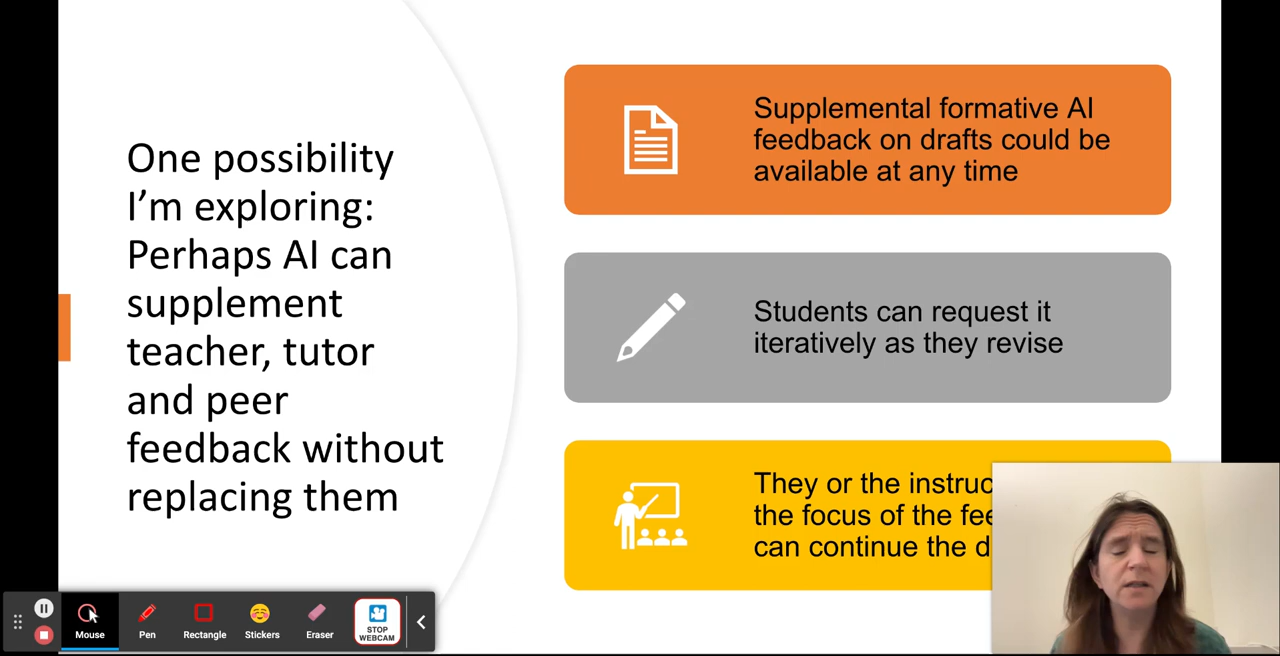 One possibility
I’m exploring:
Perhaps AI can
supplement
teacher, tutor
and peer
feedback without
replacing them
Supplemental formative AI
feedback on drafts could be
available at any time
Students can request it
iteratively as they revise
They or the
the focus of the
can continue the
Mouse
Pen
Rectangle
Stickers
Eraser
STOP
WEBCAM